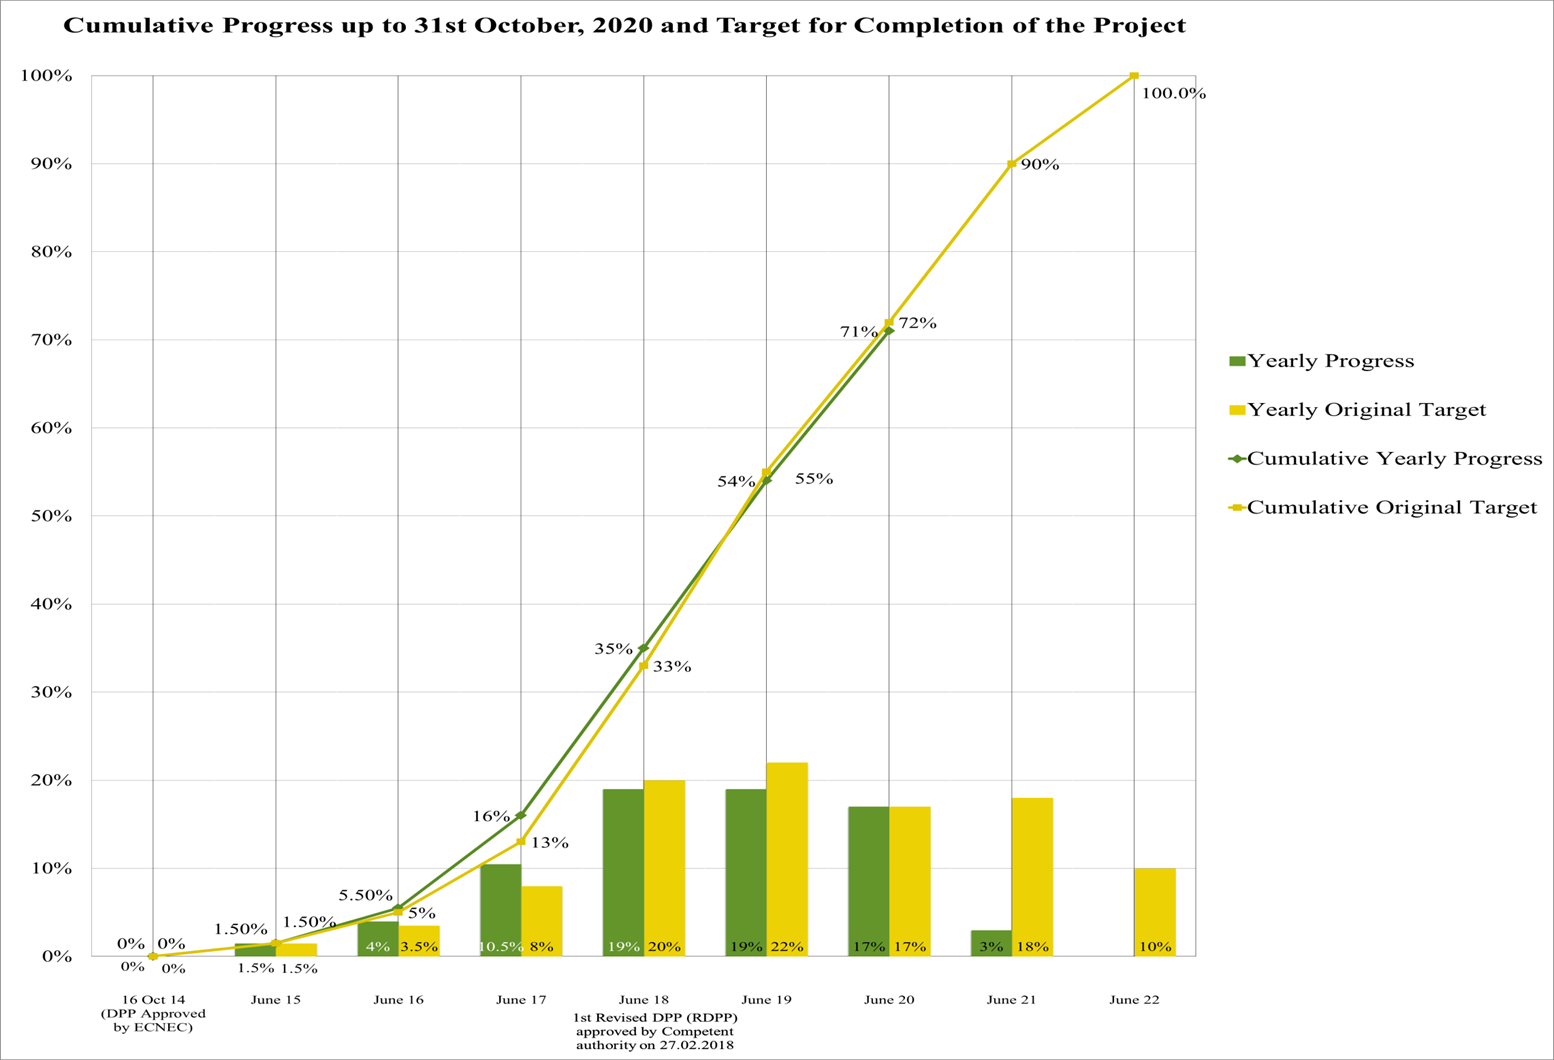 Cumulative Progress up to 31st October, 2020 and Target for Completion of the Project
100%
100.0%
90%
90%
80%
70%
71%
72%
60%
50%
54%
55%
40%
30%
35%
33%
20%
16%
13%
10%
5.50%
5%
1.50%
1.50%
0%
0%
0%
0%
0%
1.5%
1.5%
4%
3.5%
10.5%
8%
19%
20%
19%
22%
17%
17%
3%
18%
10%
16 Oct 14
(DPP Approved
by ECNEC)
June 15
June 16
June 17
June 18
1st Revised DPP (RDPP)
approved by Competent
authority on 27.02.2018
June 19
June 20
June 21
June 22
Yearly Progress
Yearly Original Target
Cumulative Yearly Progress
Cumulative Original Target